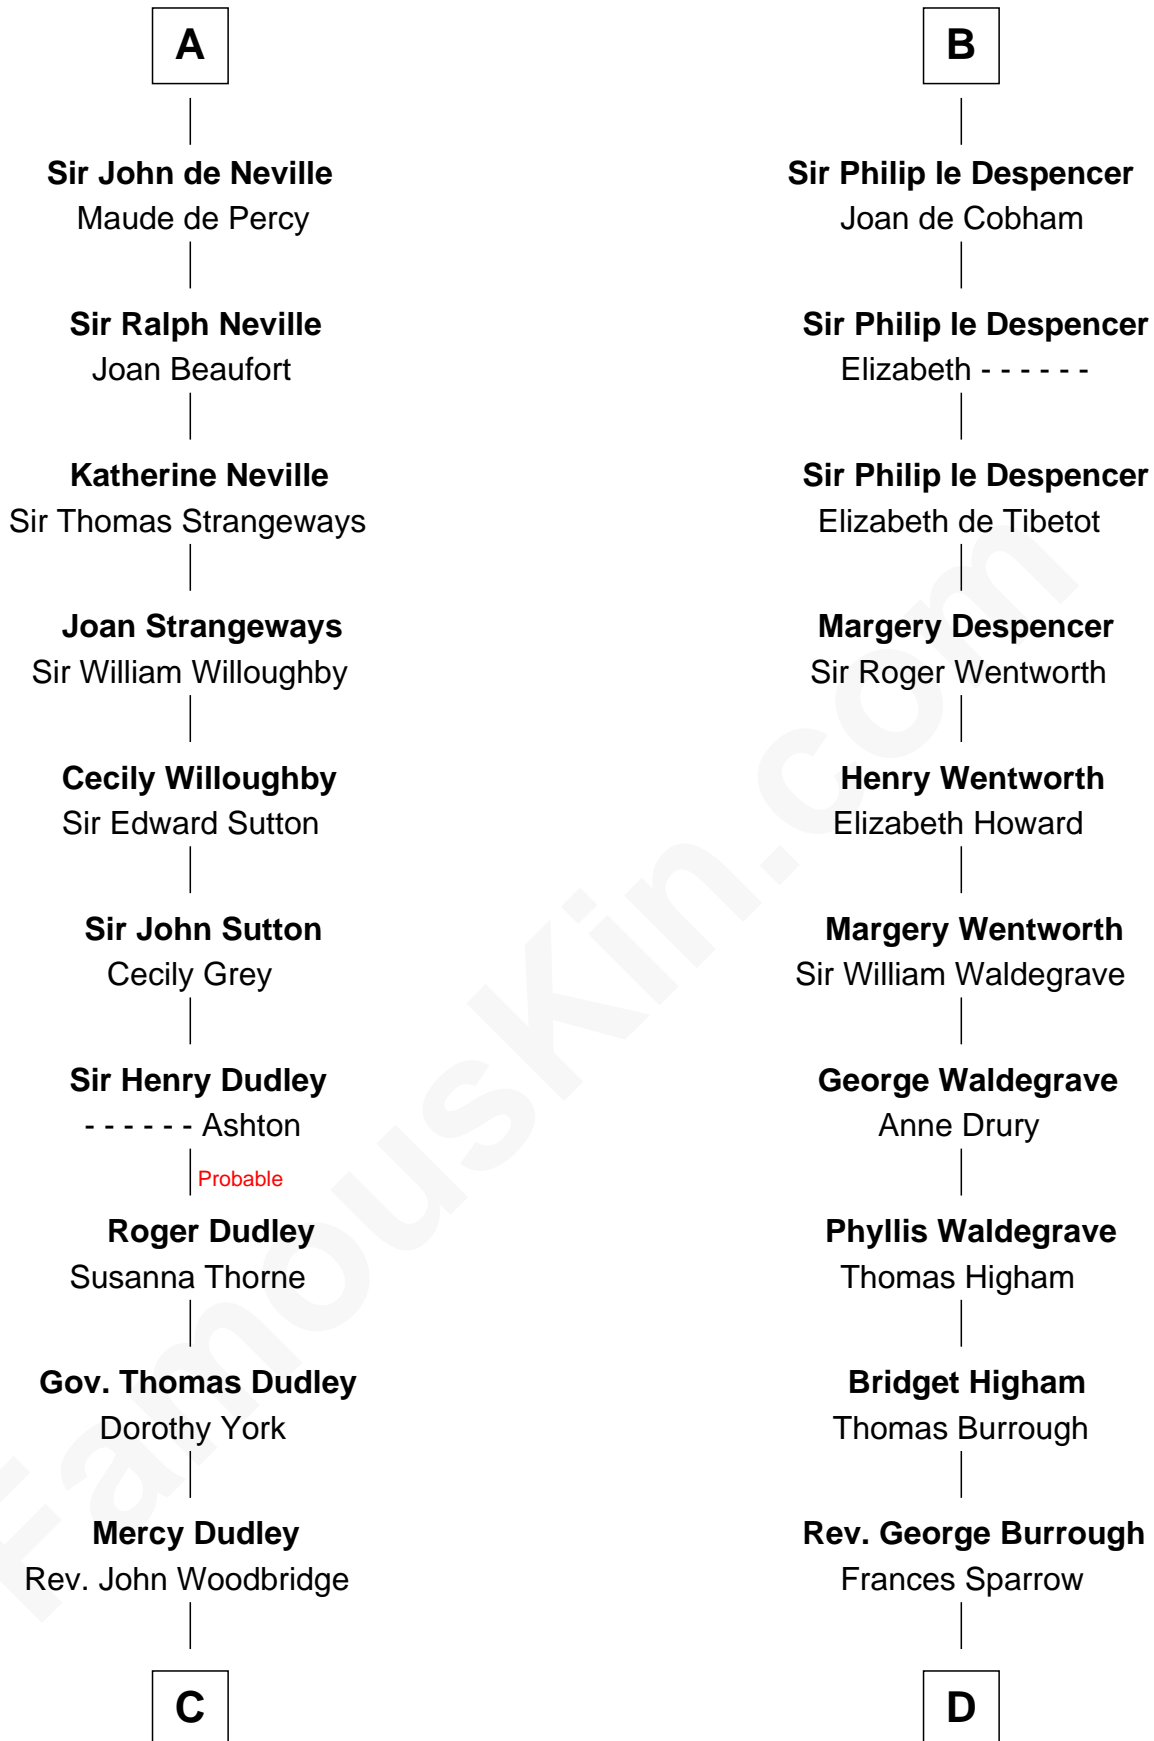 A
Sir John de Neville
Maude de Percy
Sir Ralph Neville
Joan Beaufort
Katherine Neville
Sir Thomas Strangeways
Joan Strangeways
Sir William Willoughby
Cecily Willoughby
Sir Edward Sutton
Sir John Sutton
Cecily Grey
Sir Henry Dudley
- - - - - - Ashton
Probable
Roger Dudley
Susanna Thorne
Gov. Thomas Dudley
Dorothy York
Mercy Dudley
Rev. John Woodbridge
C
B
Sir Philip le Despencer
Joan de Cobham
Sir Philip le Despencer
Elizabeth - - - - - -
Sir Philip le Despencer
Elizabeth de Tibetot
Margery Despencer
Sir Roger Wentworth
Henry Wentworth
Elizabeth Howard
Margery Wentworth
Sir William Waldegrave
George Waldegrave
Anne Drury
Phyllis Waldegrave
Thomas Higham
Bridget Higham
Thomas Burrough
Rev. George Burrough
Frances Sparrow
D
FamousKin.com